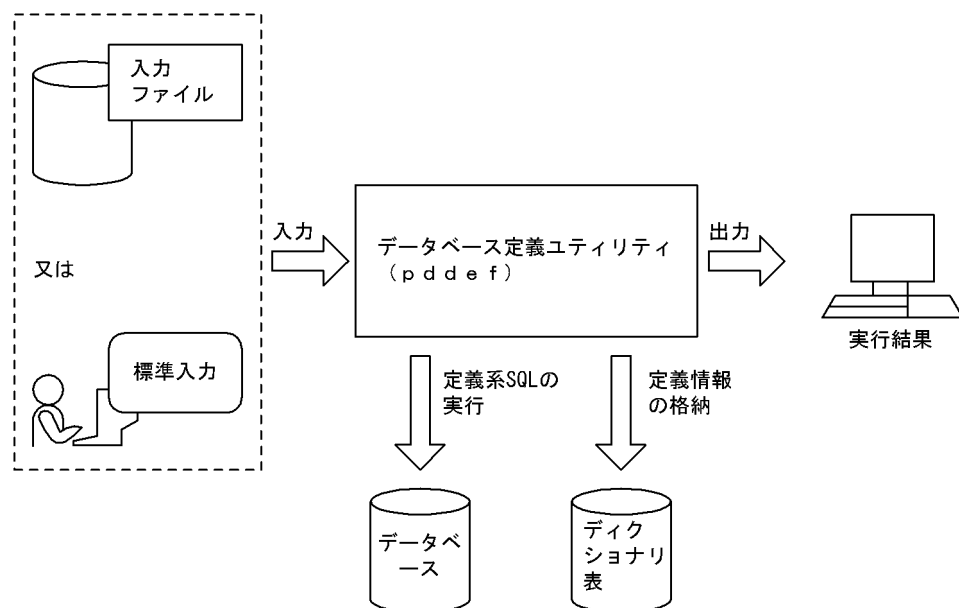 入力
ファイル
又は
標準入力
入力
データベース定義ユティリティ
（ｐｄｄｅｆ）
出力
実行結果
定義系SQLの
実行
定義情報
の格納
データベ
ース
ディク
ショナリ
表